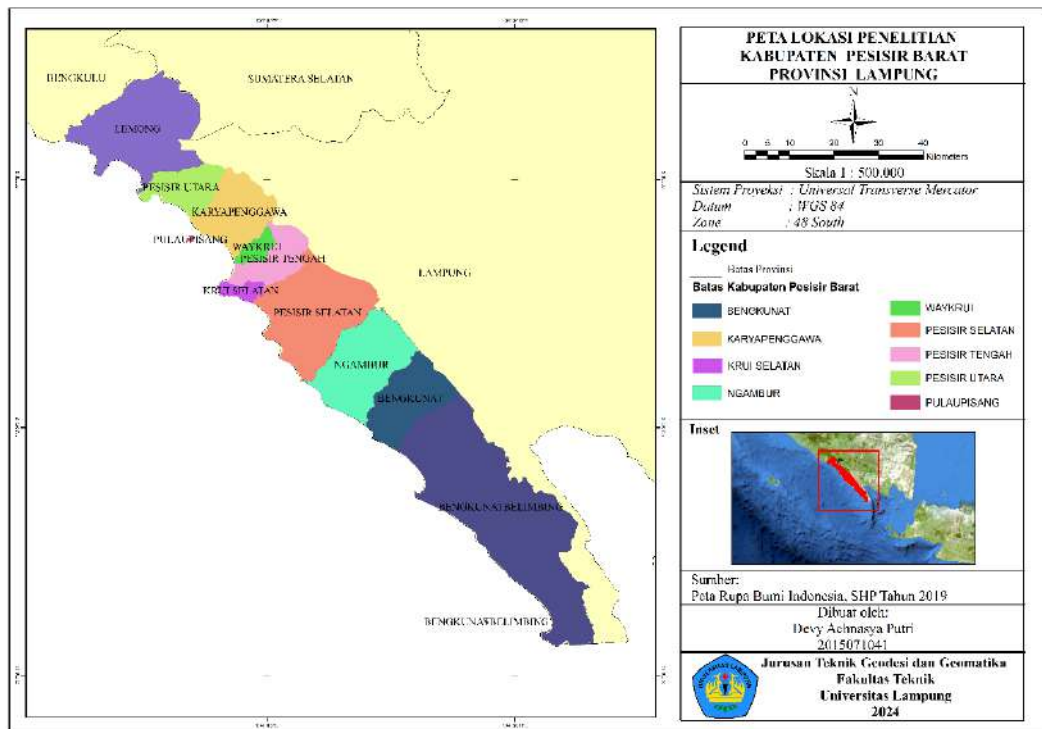 BENGKULU
SUMATERA SELATAN
LEMONG
PESISIR UTARA
KARYAPENGGAWA
PULAUPISANG
WAYKRUI
PESISIR TENGAH
LAMPUNG
KRUI SELATAN
PESISIR SELATAN
NGAMBUR
BENGKUNAT
BENGKUNATBELIMBING
BENGKUNATBELIMBING
PETA LOKASI PENELITIAN
KABUPATEN PESISIR BARAT
PROVINSI LAMPUNG
N
0 5 10 20 30 40
Kilometers
Skala 1 : 500.000
Sistem Proyeksi : Universal Transverse Mercator
Datum : WGS 84
Zone : 48 South
Legend
Batas Provinsi
Batas Kabupaten Pesisir Barat
BENGKUNAT
KARYAPENGGAWA
KRUI SELATAN
NGAMBUR
WAYKRUI
PESISIR SELATAN
PESISIR TENGAH
PESISIR UTARA
PULAUPISANG
Inset
Sumber:
Peta Rupa Bumi Indonesia, SHP Tahun 2019
Dibuat oleh:
Devy Achnasya Putri
2015071041
Jurusan Teknik Geodesi dan Geomatika
Fakultas Teknik
Universitas Lampung
2024